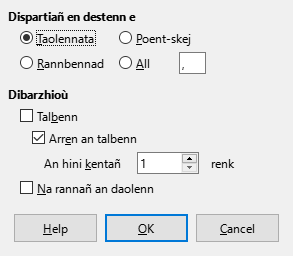 Dispartiañ en destenn e
Taolennata Poent-skej
Rannbennad All ,
Dibarzhioù
Talbenn
Arren an talbenn
An hini kentañ 1 renk
Na rannañ an daolenn
Help OK Cancel